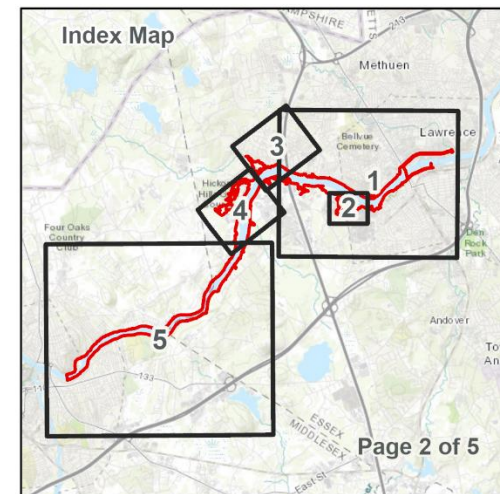 Index Map
MPSHIRE
243
Methuen
Bellvue
Cemetery
Lawrence
3
1
2
4
Four Oaks
Country
Club
Den
Rock
Park
Andover
5
133
ESSEX
MIDDLESEX
Page 2 of 5
East-St